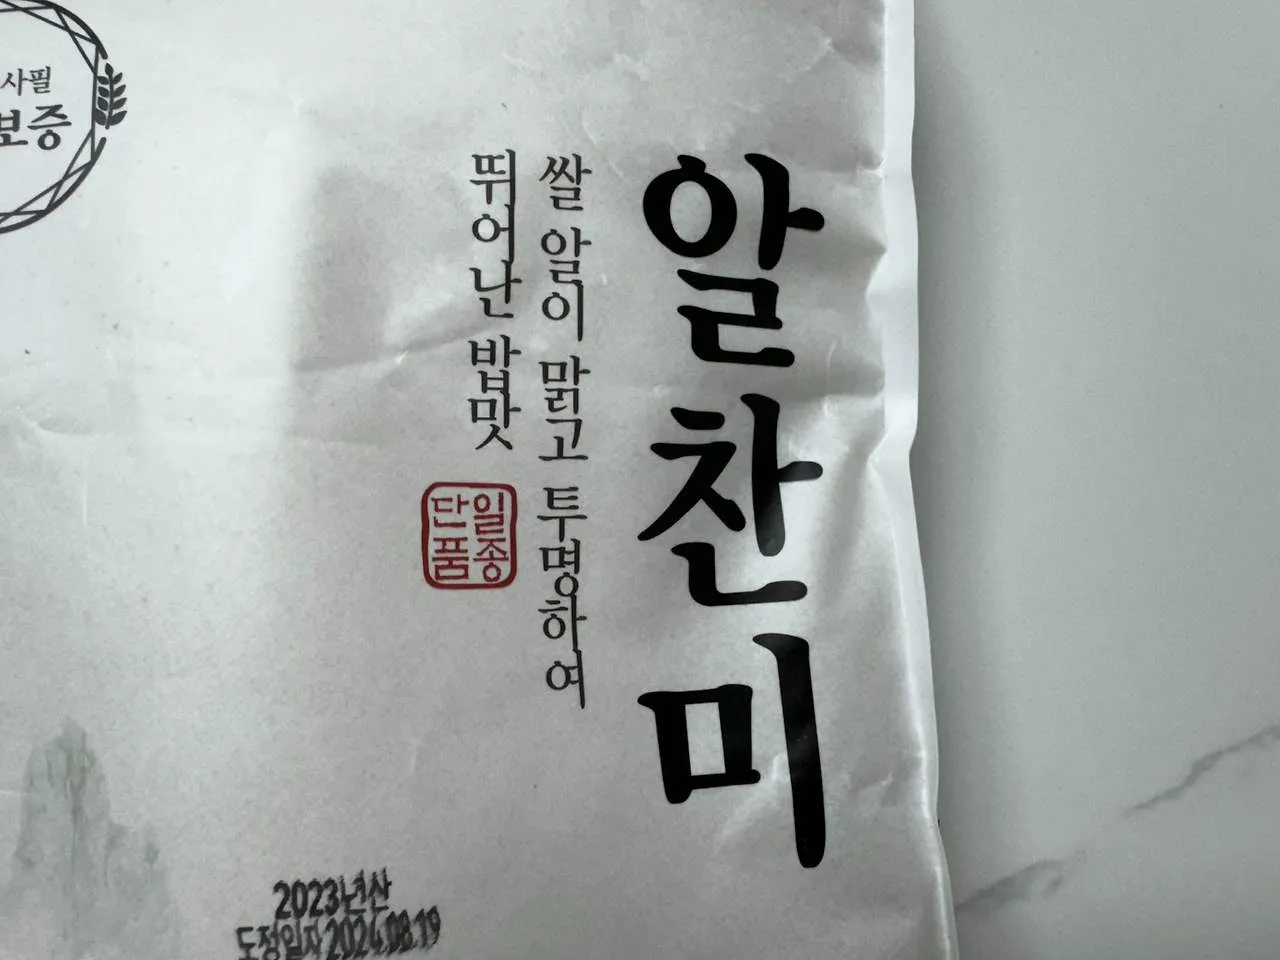 사필
보증
알찬미
쌀 알이 맑고 투명하여
뛰어난 밥맛
일종
단품
2023년산
도정일자 2024.08.19